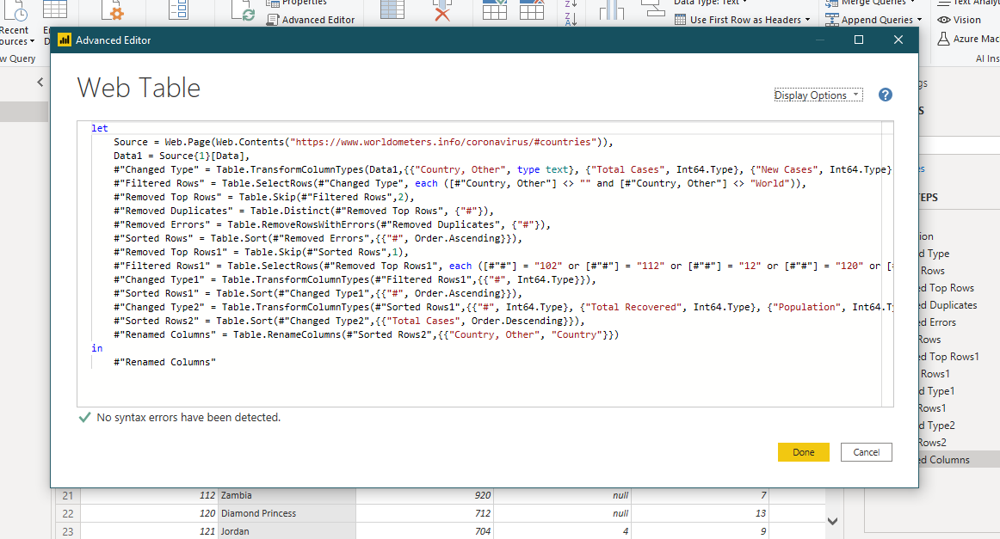 Properties
Data Type: Text
Merge Queries
Text Analy
Recent
Advanced Editor
Use First Row as Headers
Append Queries
Vision
ources
Azure Mac
w Query
AI Ins
Advanced Editor
Web Table
Display Options
?
gs
S
let
Source = Web.Page(Web.Contents("https://www.worldometers.info/coronavirus/#countries")),
Data1 = Source{1}[Data],
#"Changed Type" = Table.TransformColumnTypes(Data1,{{"Country, Other", type text}, {"Total Cases", Int64.Type}, {"New Cases", Int64.Type}
#"Filtered Rows" = Table.SelectRows(#"Changed Type", each ([#"Country, Other"] <> "" and [#"Country, Other"] <> "World")),
#"Removed Top Rows" = Table.Skip(#"Filtered Rows",2),
#"Removed Duplicates" = Table.Distinct(#"Removed Top Rows", {"#"}),
#"Removed Errors" = Table.RemoveRowsWithErrors(#"Removed Duplicates", {"#"}),
#"Sorted Rows" = Table.Sort(#"Removed Errors",{{"#", Order.Ascending}}),
#"Removed Top Rows1" = Table.Skip(#"Sorted Rows",1),
#"Filtered Rows1" = Table.SelectRows(#"Removed Top Rows1", each ([#"#"] = "102" or [#"#"] = "112" or [#"#"] = "12" or [#"#"] = "120" or [
#"Changed Type1" = Table.TransformColumnTypes(#"Filtered Rows1",{{"#", Int64.Type}}),
#"Sorted Rows1" = Table.Sort(#"Changed Type1",{{"#", Order.Ascending}}),
#"Changed Type2" = Table.TransformColumnTypes(#"Sorted Rows1",{{"#", Int64.Type}, {"Total Recovered", Int64.Type}, {"Population", Int64.T
#"Sorted Rows2" = Table.Sort(#"Changed Type2",{{"Total Cases", Order.Descending}}),
#"Renamed Columns" = Table.RenameColumns(#"Sorted Rows2",{{"Country, Other", "Country"}})
in
#"Renamed Columns"
No syntax errors have been detected.
Done
Cancel
es
TEPS
ion
d Type
Rows
ed Top Rows
ed Duplicates
ed Errors
Rows
ed Top Rows1
Rows1
d Type1
Rows1
d Type2
Rows2
ed Columns
21 112 Zambia 920 null 7
22 120 Diamond Princess 712 null 13
23 121 Jordan 704 4 9